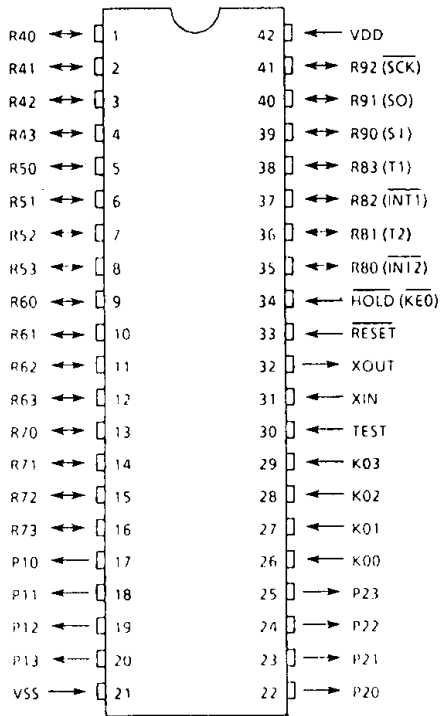 R40 1 42 VDD
R41 2 41 R92 (SCK)
R42 3 40 R91 (SO)
R43 4 39 R90 (SI)
R50 5 38 R83 (T1)
R51 6 37 R82 (INT1)
R52 7 36 R81 (T2)
R53 8 35 R80 (INT2)
R60 9 34 HOLD (KE0)
R61 10 33 RESET
R62 11 32 XOUT
R63 12 31 XIN
R70 13 30 TEST
R71 14 29 K03
R72 15 28 K02
R73 16 27 K01
P10 17 26 K00
P11 18 25 P23
P12 19 24 P22
P13 20 23 P21
VSS 21 22 P20